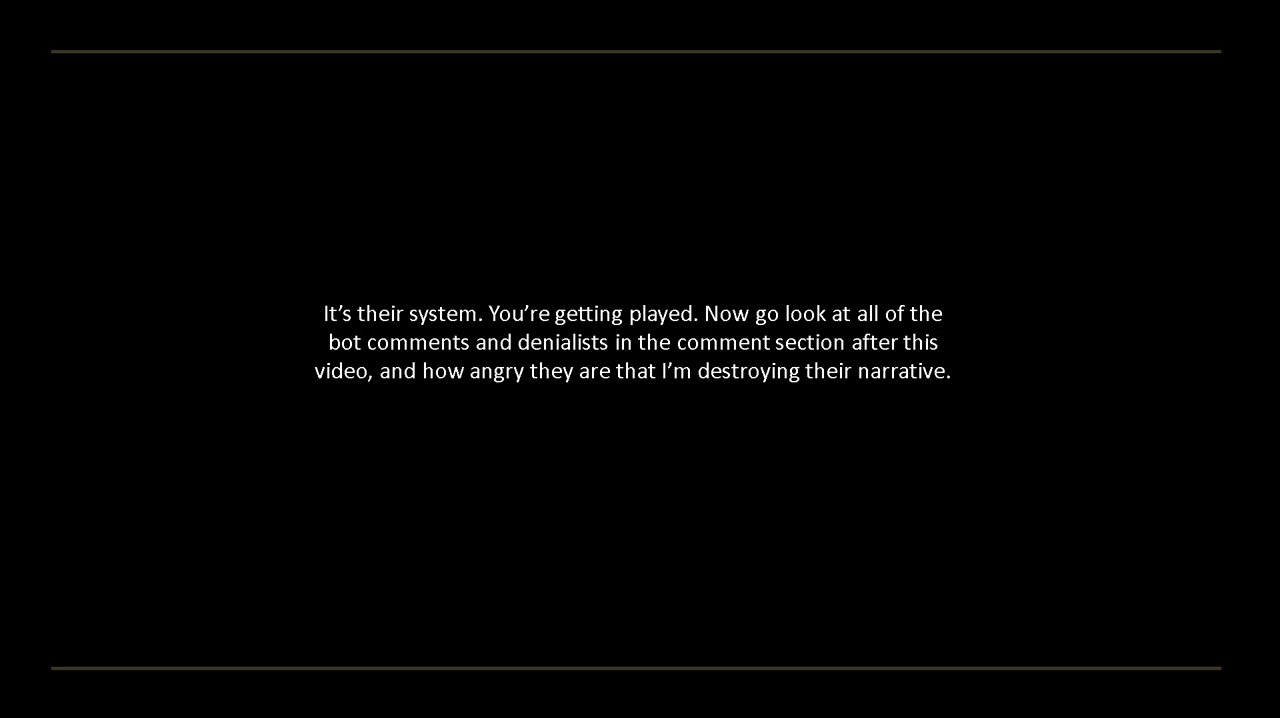 It’s their system. You’re getting played. Now go look at all of the
bot comments and denialists in the comment section after this
video, and how angry they are that I’m destroying their narrative.